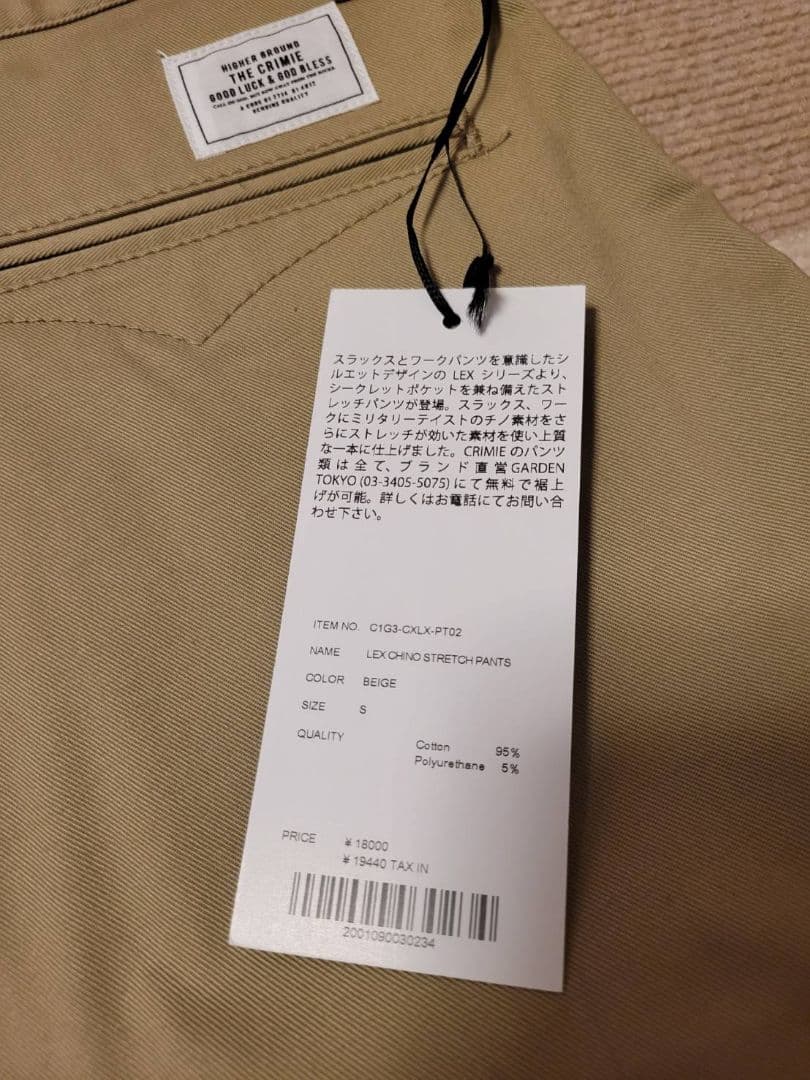 HIGHER GROUND
THE CRIMIE
GOOD LUCK & GOD BLESS
GENUINE QUALITY
スラックスとワークパンツを意識したシ
ルエットデザインの LEX シリーズより、
シークレットポケットを兼ね備えたスト
レッチパンツが登場。スラックス、ワー
クにミリタリーテイストのチノ素材をさ
らにストレッチが効いた素材を使い上質
な一本に仕上げました。CRIMIE のパンツ
類は全て、ブランド直営GARDEN
TOKYO (03-3405-5075) にて無料で裾上
げが可能。詳しくはお電話にてお問い合
わせ下さい。
ITEM NO. C1G3-CXLX-PT02
NAME LEX CHINO STRETCH PANTS
COLOR BEIGE
SIZE S
QUALITY
Cotton 95%
Polyurethane 5%
PRICE ¥ 18000
¥ 19440 TAX IN
2001090030234